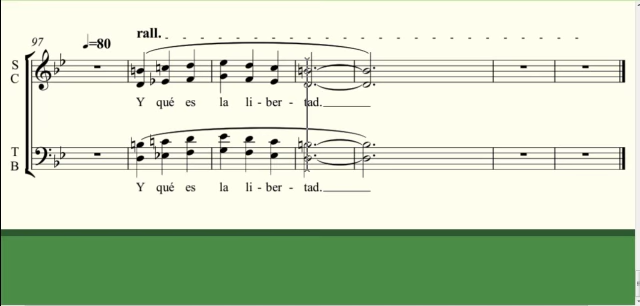 rall.
97
♩=80
S
C
Y qué es la li - ber - tad.
T
B
Y qué es la li - ber - tad.